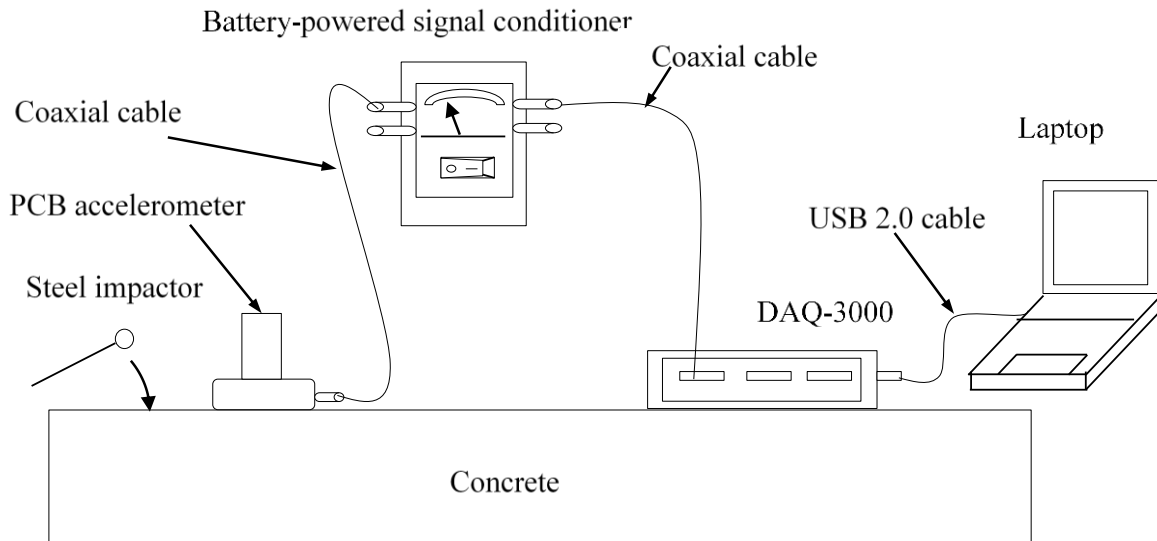 Battery-powered signal conditioner
Coaxial cable
Coaxial cable
Laptop
PCB accelerometer
USB 2.0 cable
Steel impactor
DAQ-3000
Concrete